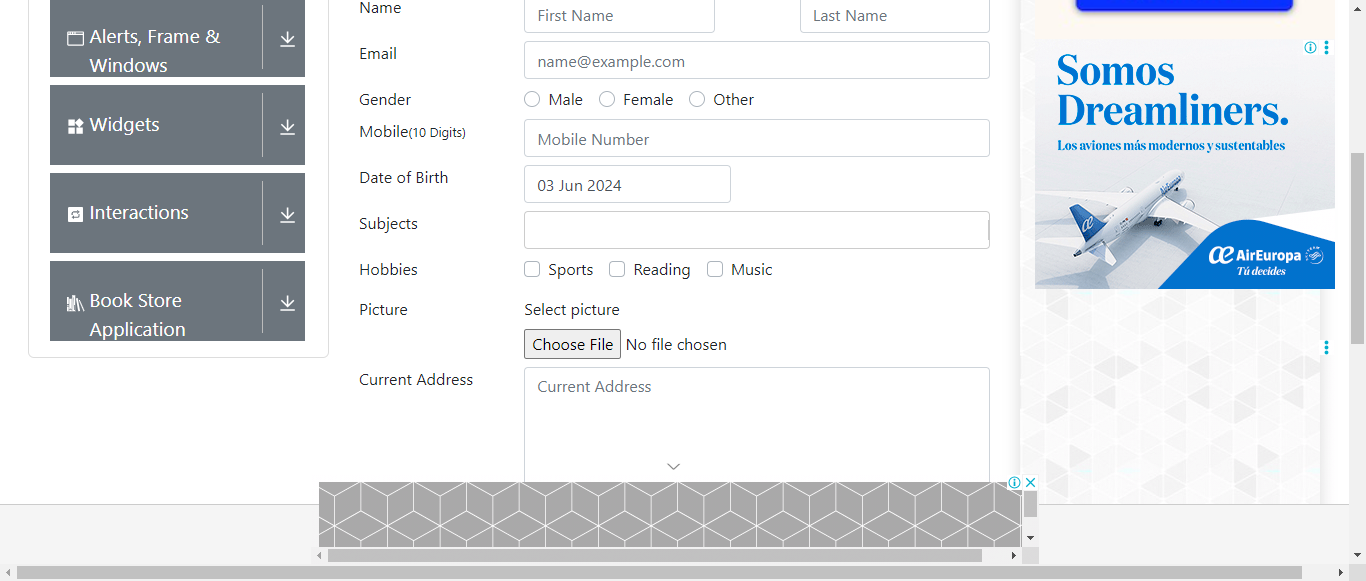 Alerts, Frame &
Windows
Widgets
Interactions
Book Store
Application
Name
First Name
Last Name
Email
name@example.com
Gender
Male
Female
Other
Mobile(10 Digits)
Mobile Number
Date of Birth
03 Jun 2024
Subjects
Hobbies
Sports
Reading
Music
Picture
Select picture
Choose File
No file chosen
Current Address
Current Address
Somos
Dreamliners.
Los aviones más modernos y sustentables
AirEuropa
Tú decides